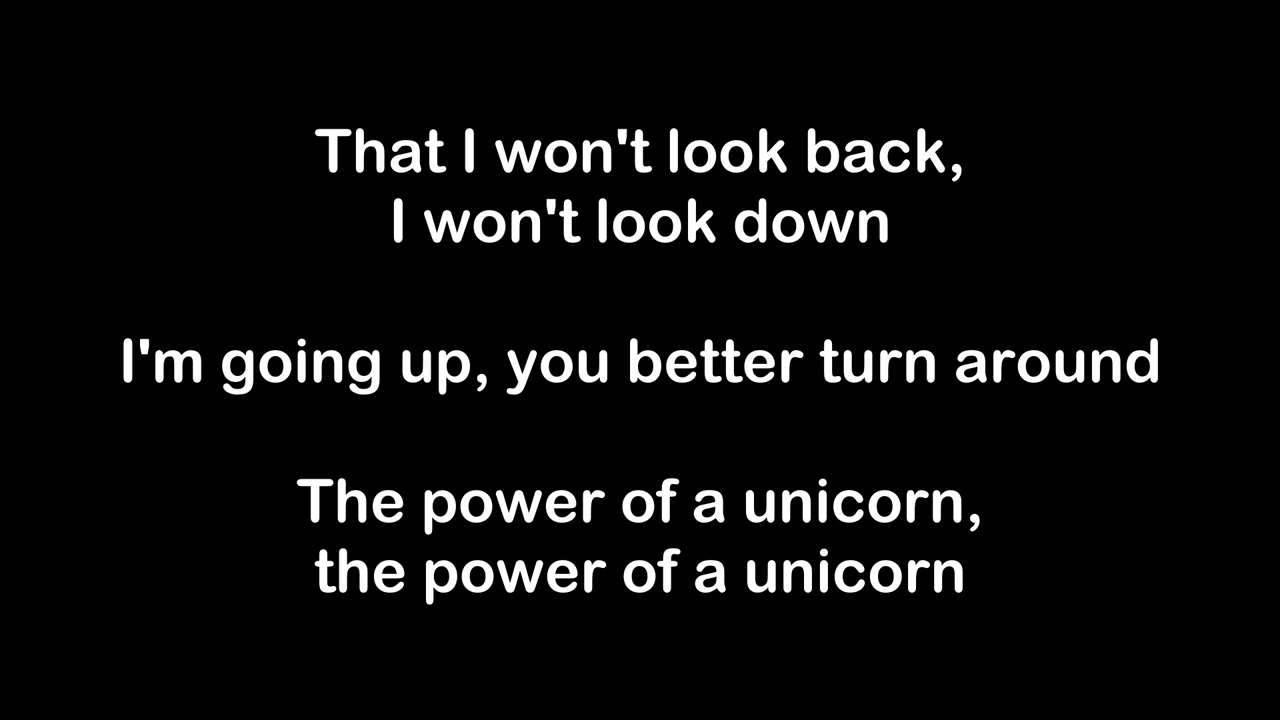 That I won't look back,
I won't look down
I'm going up, you better turn around
The power of a unicorn,
the power of a unicorn